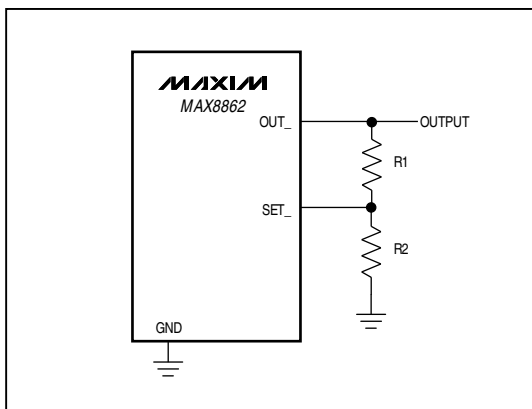 MAXIM
MAX8862
OUT_
OUTPUT
R1
SET_
R2
GND